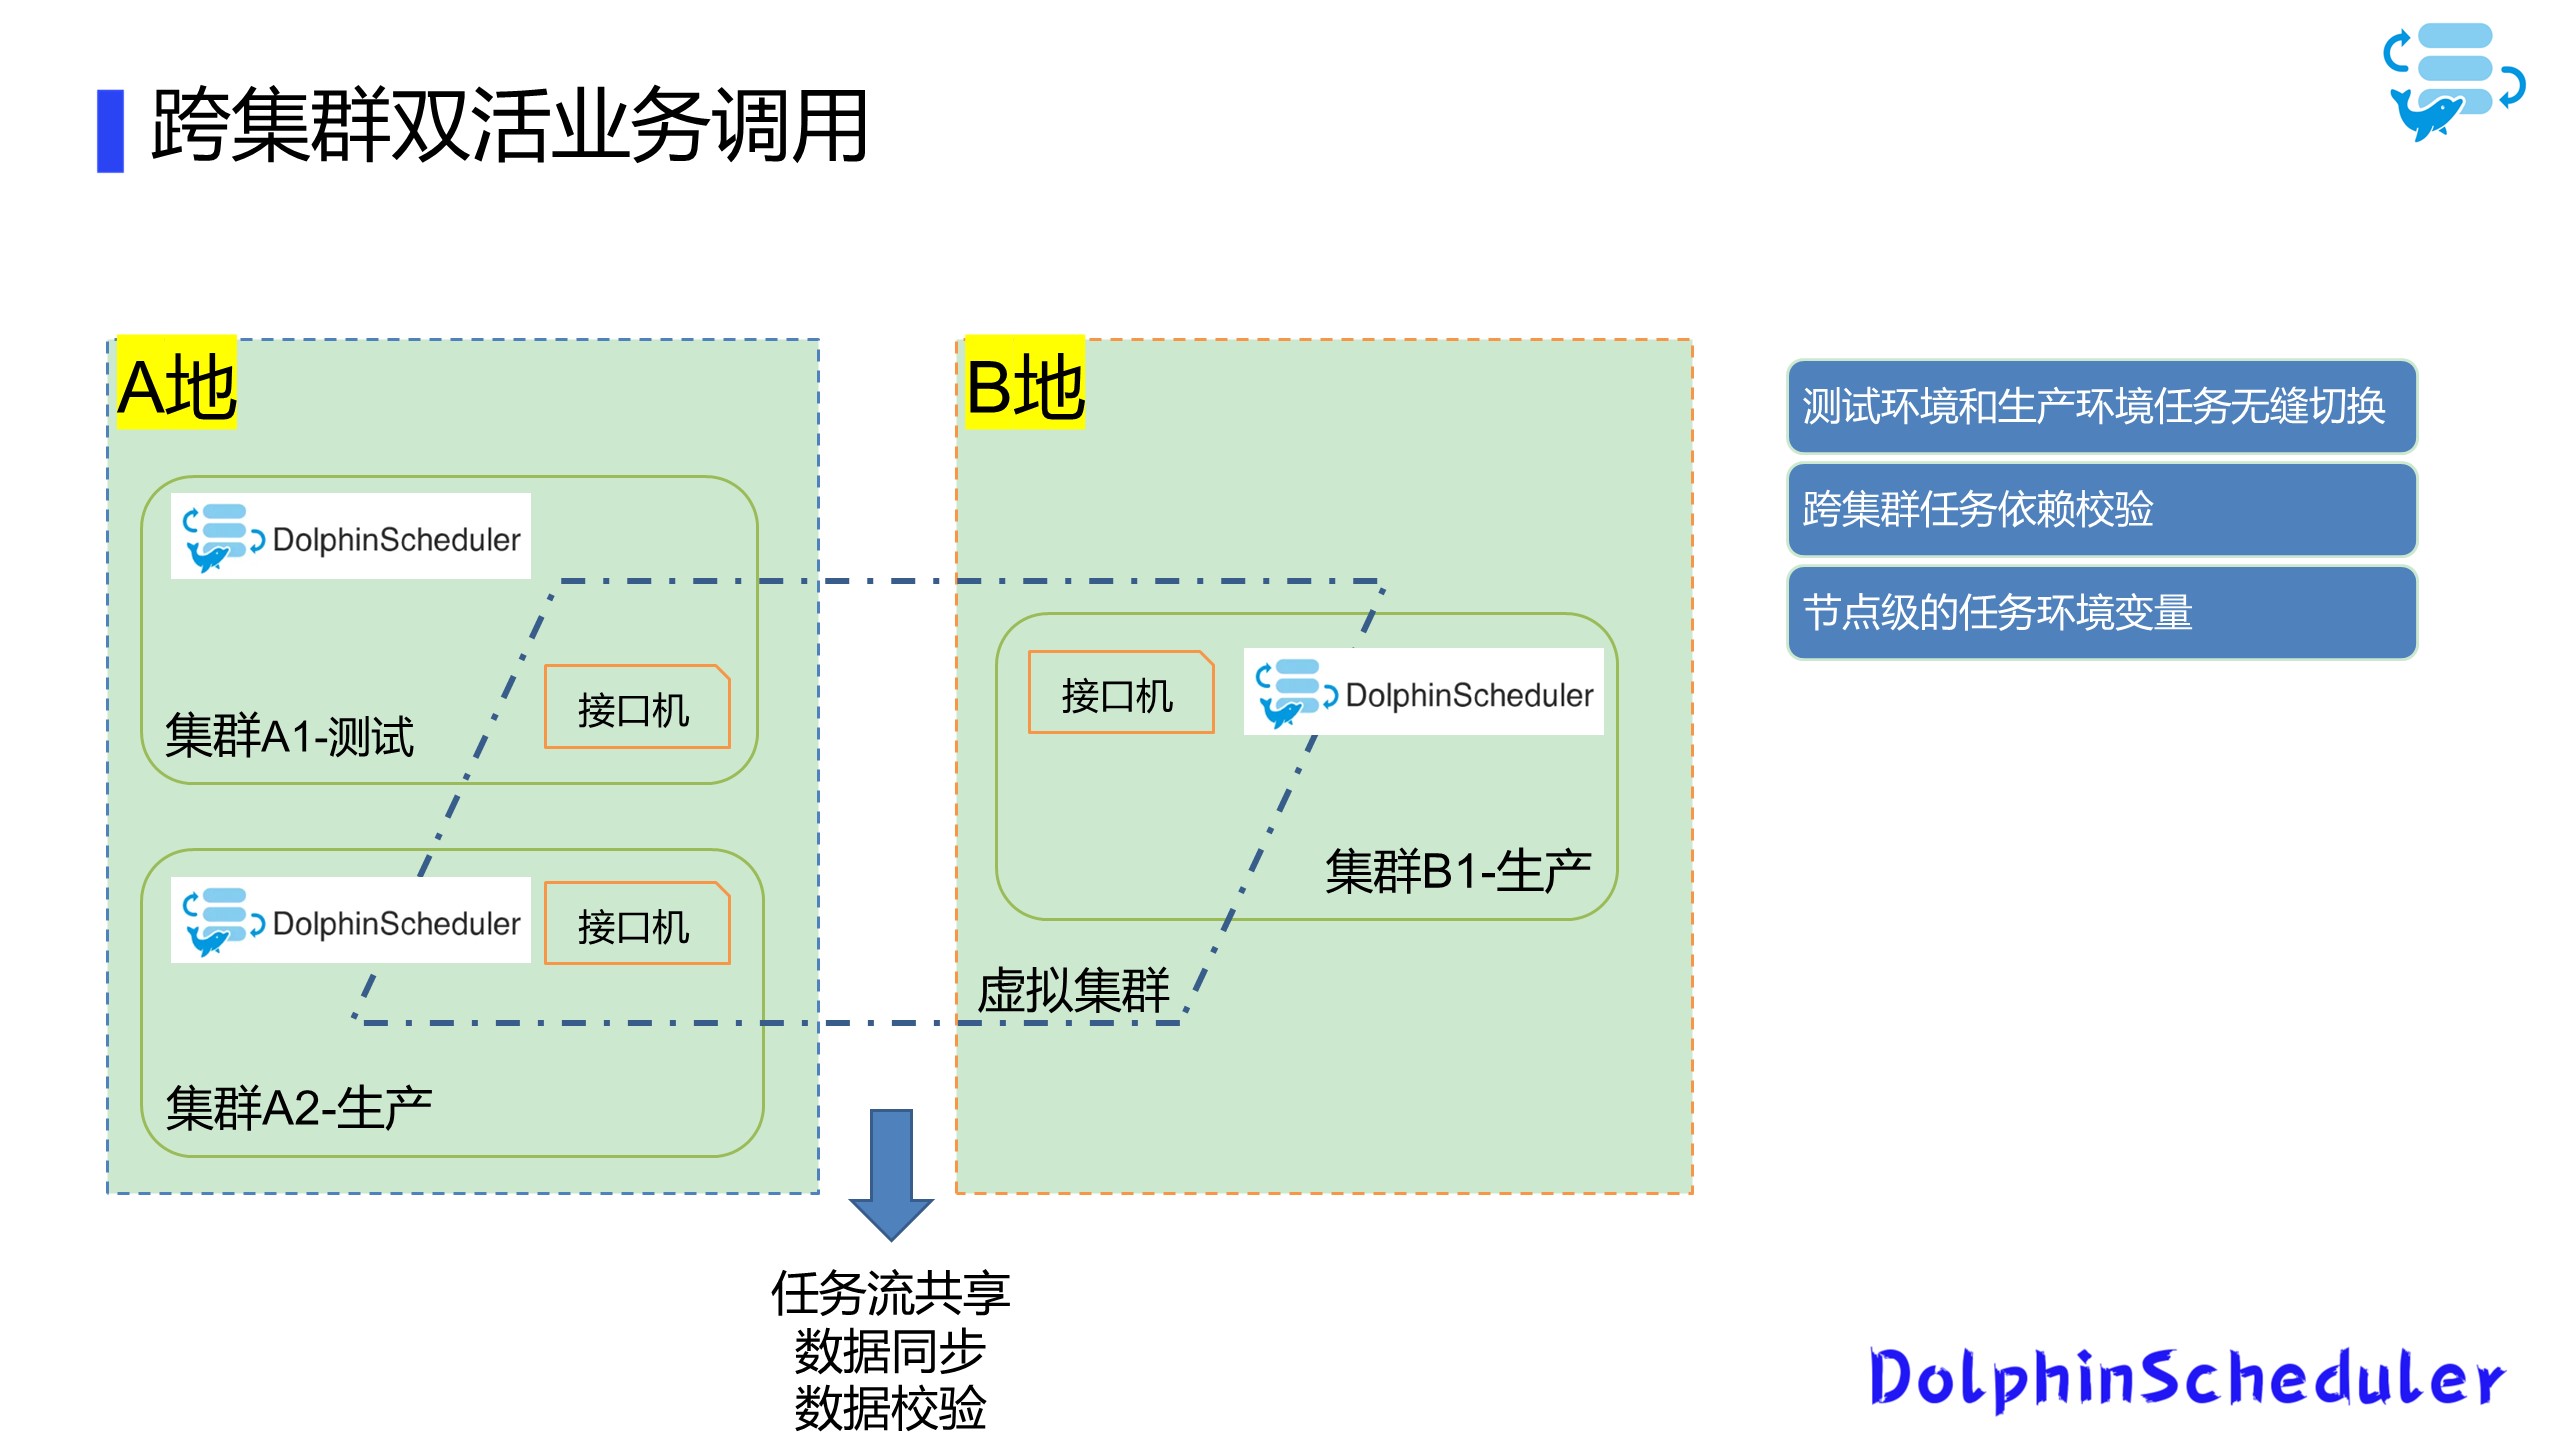 跨集群双活业务调用
A地
DolphinScheduler
接口机
集群A1-测试
DolphinScheduler
接口机
集群A2-生产
B地
接口机
DolphinScheduler
集群B1-生产
虚拟集群
任务流共享
数据同步
数据校验
测试环境和生产环境任务无缝切换
跨集群任务依赖校验
节点级的任务环境变量
DolphinScheduler